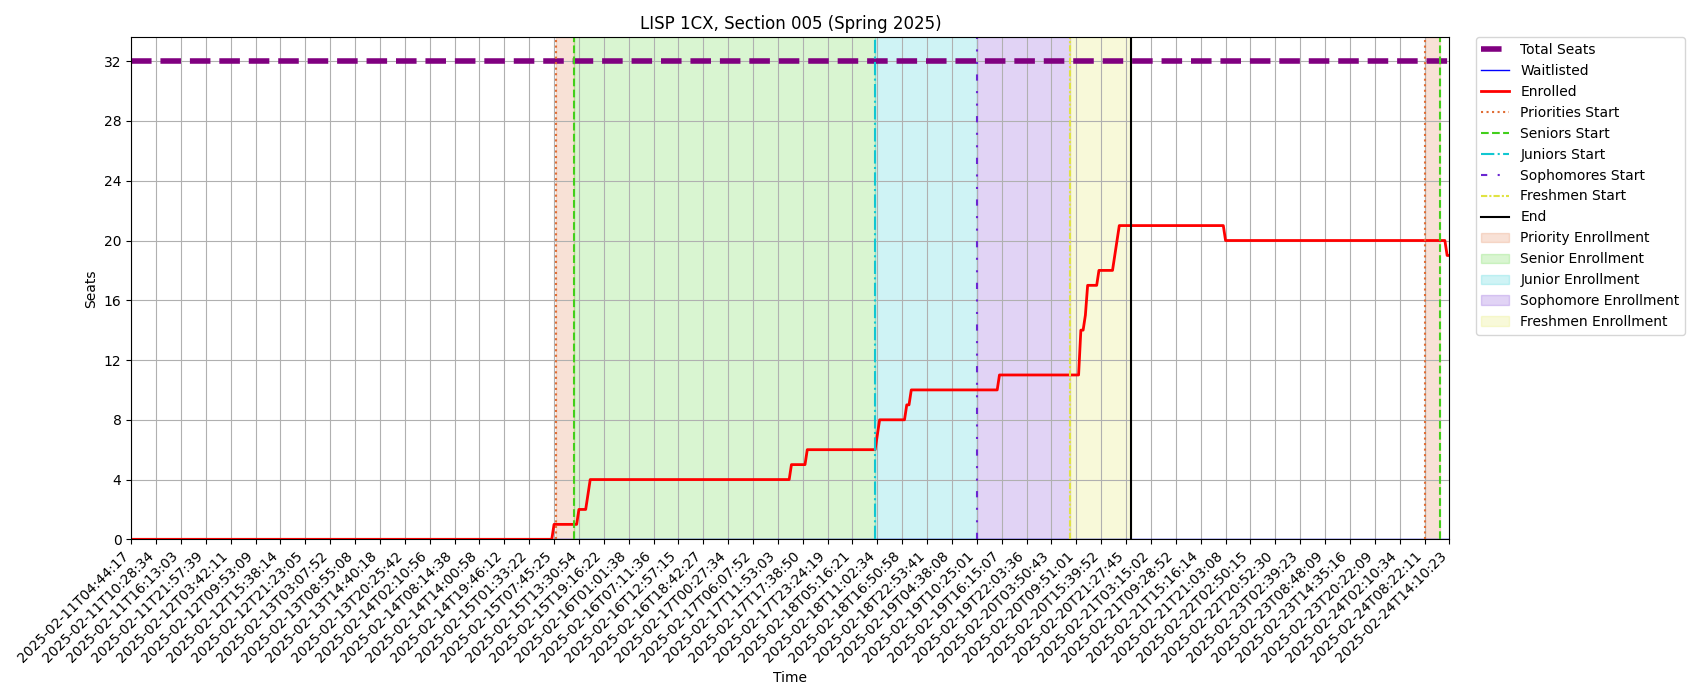 LISP 1CX, Section 005 (Spring 2025)
32
28
24
20
16
12
8
4
0
Seats
2025-02-11T04:44:17
2025-02-11T10:28:34
2025-02-11T16:13:03
2025-02-11T21:57:39
2025-02-12T03:42:11
2025-02-12T09:53:09
2025-02-12T15:38:14
2025-02-12T21:23:05
2025-02-13T03:07:52
2025-02-13T08:55:08
2025-02-13T14:40:18
2025-02-13T20:25:42
2025-02-14T02:10:56
2025-02-14T08:14:38
2025-02-14T14:00:58
2025-02-14T19:46:12
2025-02-15T01:33:22
2025-02-15T07:45:25
2025-02-15T13:30:54
2025-02-15T19:16:22
2025-02-16T01:01:38
2025-02-16T07:11:36
2025-02-16T12:57:15
2025-02-16T18:42:27
2025-02-17T00:27:34
2025-02-17T06:07:52
2025-02-17T11:53:03
2025-02-17T17:38:50
2025-02-17T23:24:19
2025-02-18T05:16:21
2025-02-18T11:02:34
2025-02-18T16:50:58
2025-02-18T22:53:41
2025-02-19T04:38:08
2025-02-19T10:25:01
2025-02-19T16:15:07
2025-02-19T22:03:36
2025-02-20T03:50:43
2025-02-20T09:51:01
2025-02-20T15:39:52
2025-02-20T21:27:45
2025-02-21T03:15:02
2025-02-21T09:28:52
2025-02-21T15:16:14
2025-02-21T21:03:08
2025-02-22T02:50:15
2025-02-22T20:52:30
2025-02-23T02:39:23
2025-02-23T08:48:09
2025-02-23T14:35:16
2025-02-23T20:22:09
2025-02-24T02:10:34
2025-02-24T08:22:11
2025-02-24T14:10:23
Time
Total Seats
Waitlisted
Enrolled
Priorities Start
Seniors Start
Juniors Start
Sophomores Start
Freshmen Start
End
Priority Enrollment
Senior Enrollment
Junior Enrollment
Sophomore Enrollment
Freshmen Enrollment